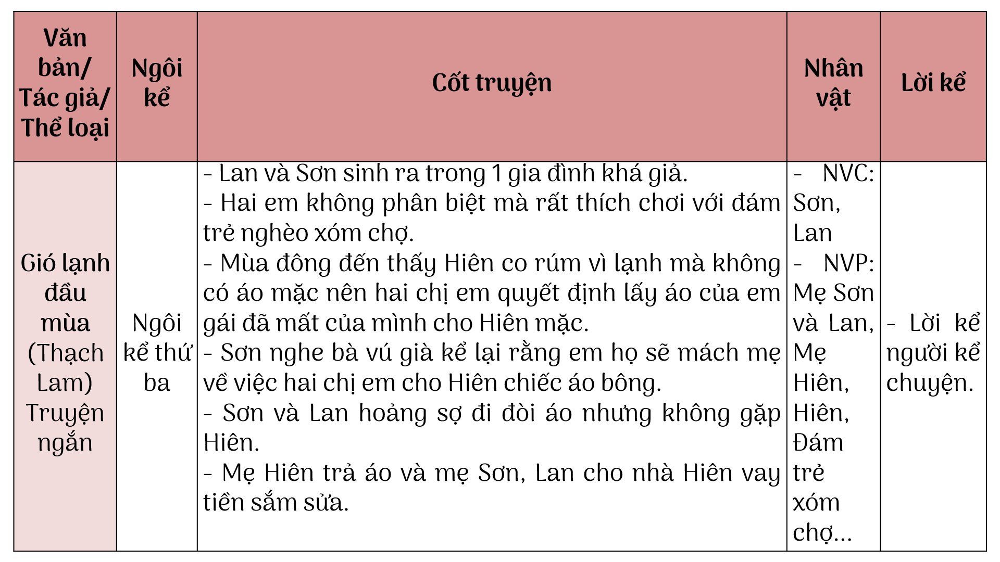 Văn
bản/
Tác giả/
Thể loại
Ngôi
kể
Cốt truyện
Nhân
vật
Lời kể
Gió lạnh
đầu
mùa
(Thạch
Lam)
Truyện
ngắn
Ngôi
kể thứ
ba
- Lan và Sơn sinh ra trong 1 gia đình khá giả.
- Hai em không phân biệt mà rất thích chơi với đám
trẻ nghèo xóm chợ.
- Mùa đông đến thấy Hiên co rúm vì lạnh mà không
có áo mặc nên hai chị em quyết định lấy áo của em
gái đã mất của mình cho Hiên mặc.
- Sơn nghe bà vú già kể lại rằng em họ sẽ mách mẹ
về việc hai chị em cho Hiên chiếc áo bông.
- Sơn và Lan hoảng sợ đi đòi áo nhưng không gặp
Hiên.
- Mẹ Hiên trả áo và mẹ Sơn, Lan cho nhà Hiên vay
tiền sắm sửa.
- NVC:
Sơn,
Lan
- NVP:
Mẹ Sơn
và Lan,
Mẹ
Hiên,
Hiên,
Đám
trẻ
xóm
chợ...
- Lời kể
người kể
chuyện.